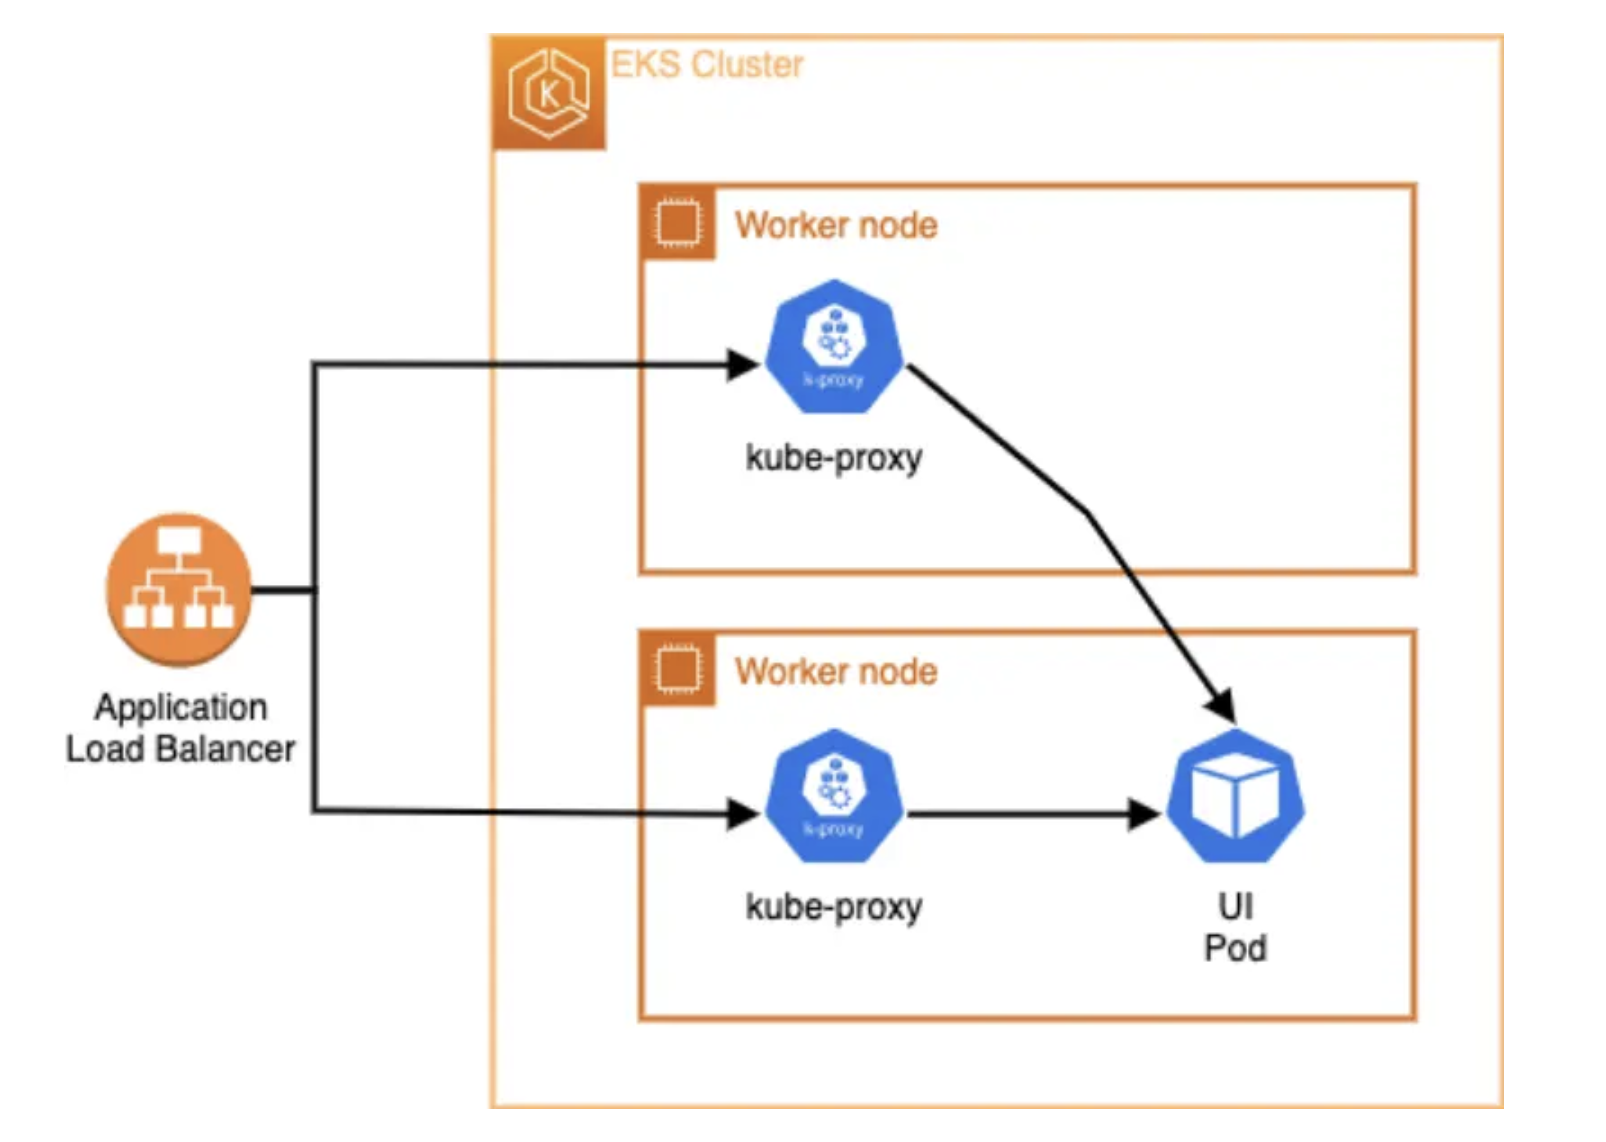 EKS Cluster
K
Worker node
k-proxy
kube-proxy
Application
Load Balancer
Worker node
k-proxy
kube-proxy
UI
Pod